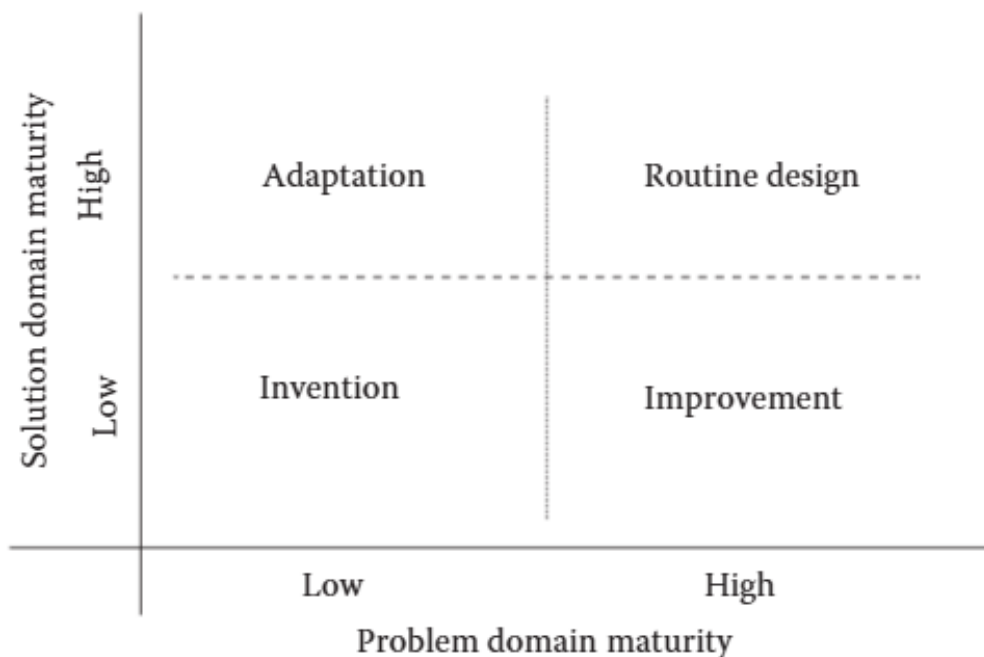 Solution domain maturity
High
Adaptation
Routine design
Low
Invention
Improvement
Low
High
Problem domain maturity